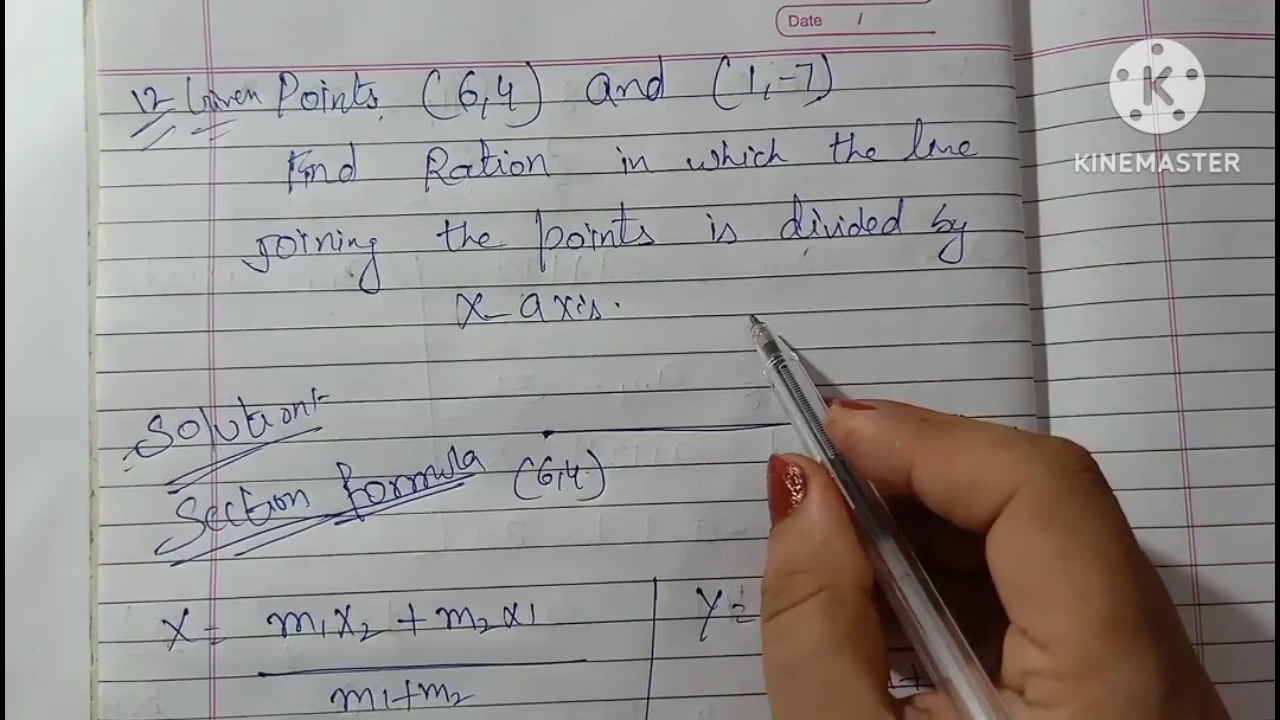 Date /
12 Given Points (6,4) and (1,-7)
Find Ration in which the line
Joining the points is divided by
x-axis.
Solution:-
Section formula (6,4)
x = m1x2 + m2x1
m1+m2
y =
KINEMASTER